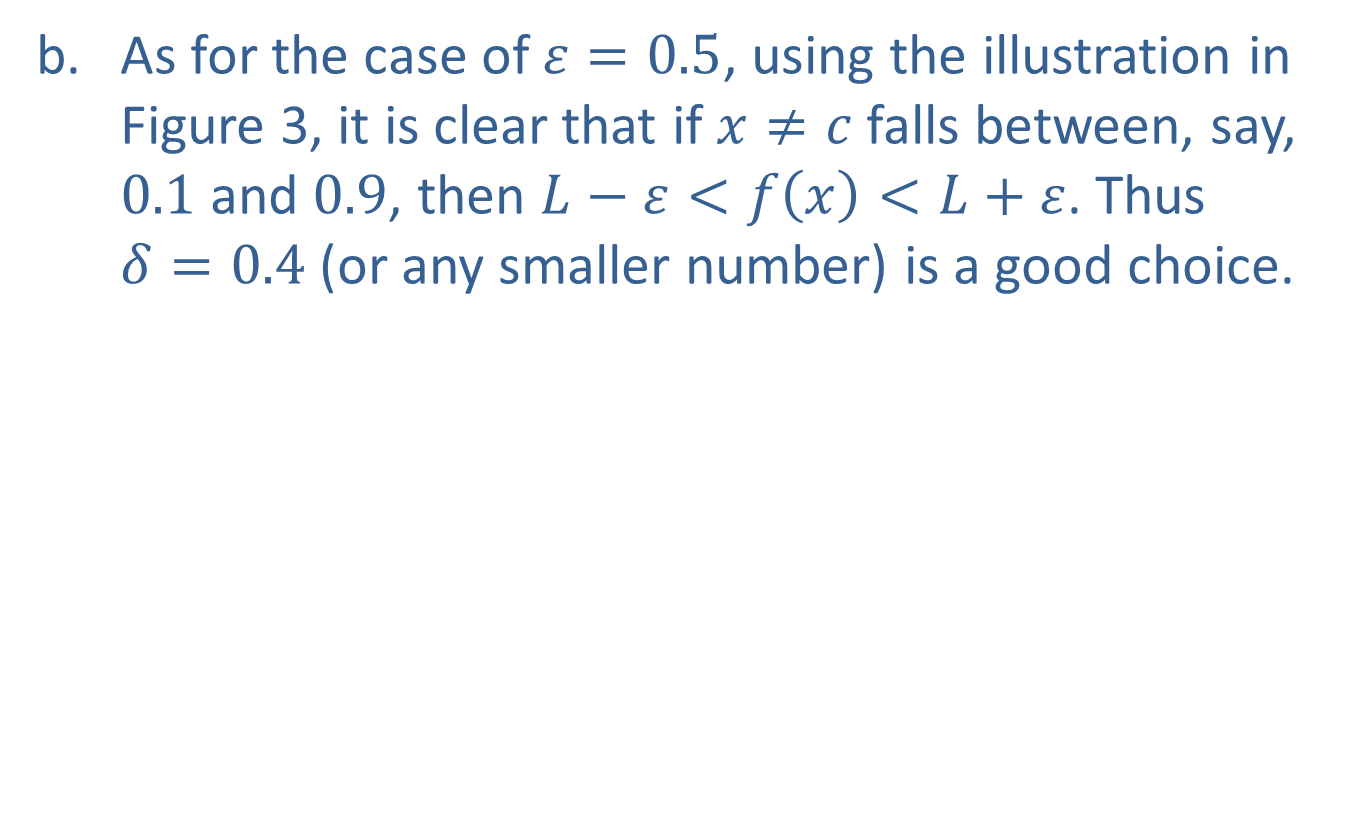 b. As for the case of ε = 0.5, using the illustration in
Figure 3, it is clear that if x ≠ c falls between, say,
0.1 and 0.9, then L − ε < f(x) < L + ε. Thus
δ = 0.4 (or any smaller number) is a good choice.